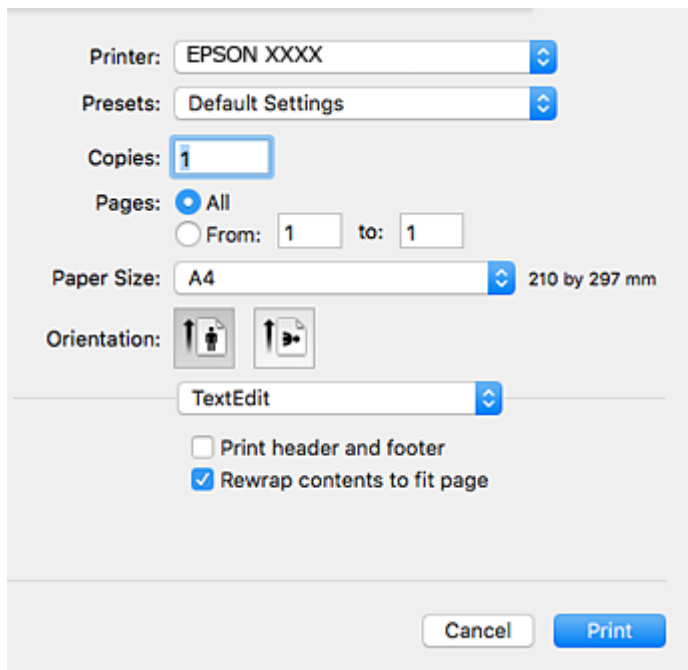 Printer: EPSON XXXX
Presets: Default Settings
Copies: 1
Pages: All
From: 1 to: 1
Paper Size: A4 210 by 297 mm
Orientation:
TextEdit
Print header and footer
Rewrap contents to fit page
Cancel Print